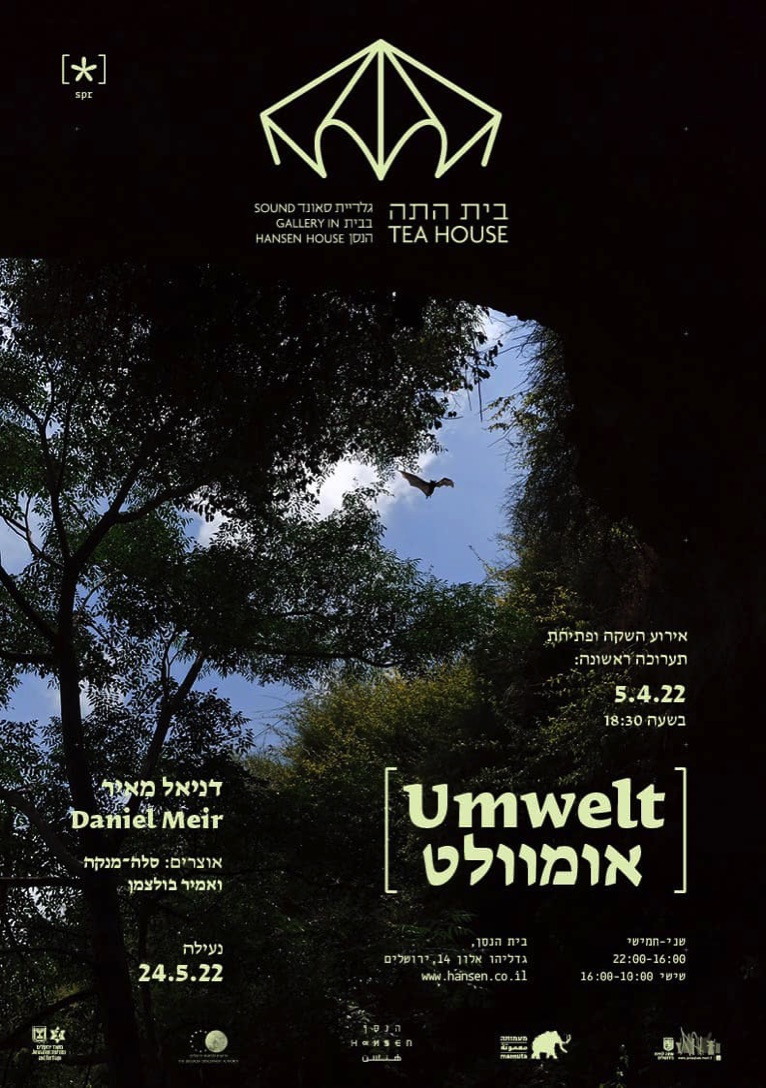 [*]
spr
גלריית סאונד SOUND
בבית GALLERY IN
הנסן HANSEN HOUSE
בית התה
TEA HOUSE
אירוע השקה ופתיחת
תערוכה ראשונה:
5.4.22
בשעה 18:30
[Umwelt
אומוולט]
דניאל מאיר
Daniel Meir
אוצרים: סלה־מנקה
ואמיר בולצמן
נעילה
24.5.22
שני-חמישי
22:00-16:00
שישי 16:00-10:00
בית הנסן,
גדליהו אלון 14, ירושלים
www.hansen.co.il
הנסן
HANSEN
هنسن
מעמותה
معموتة
mamuta